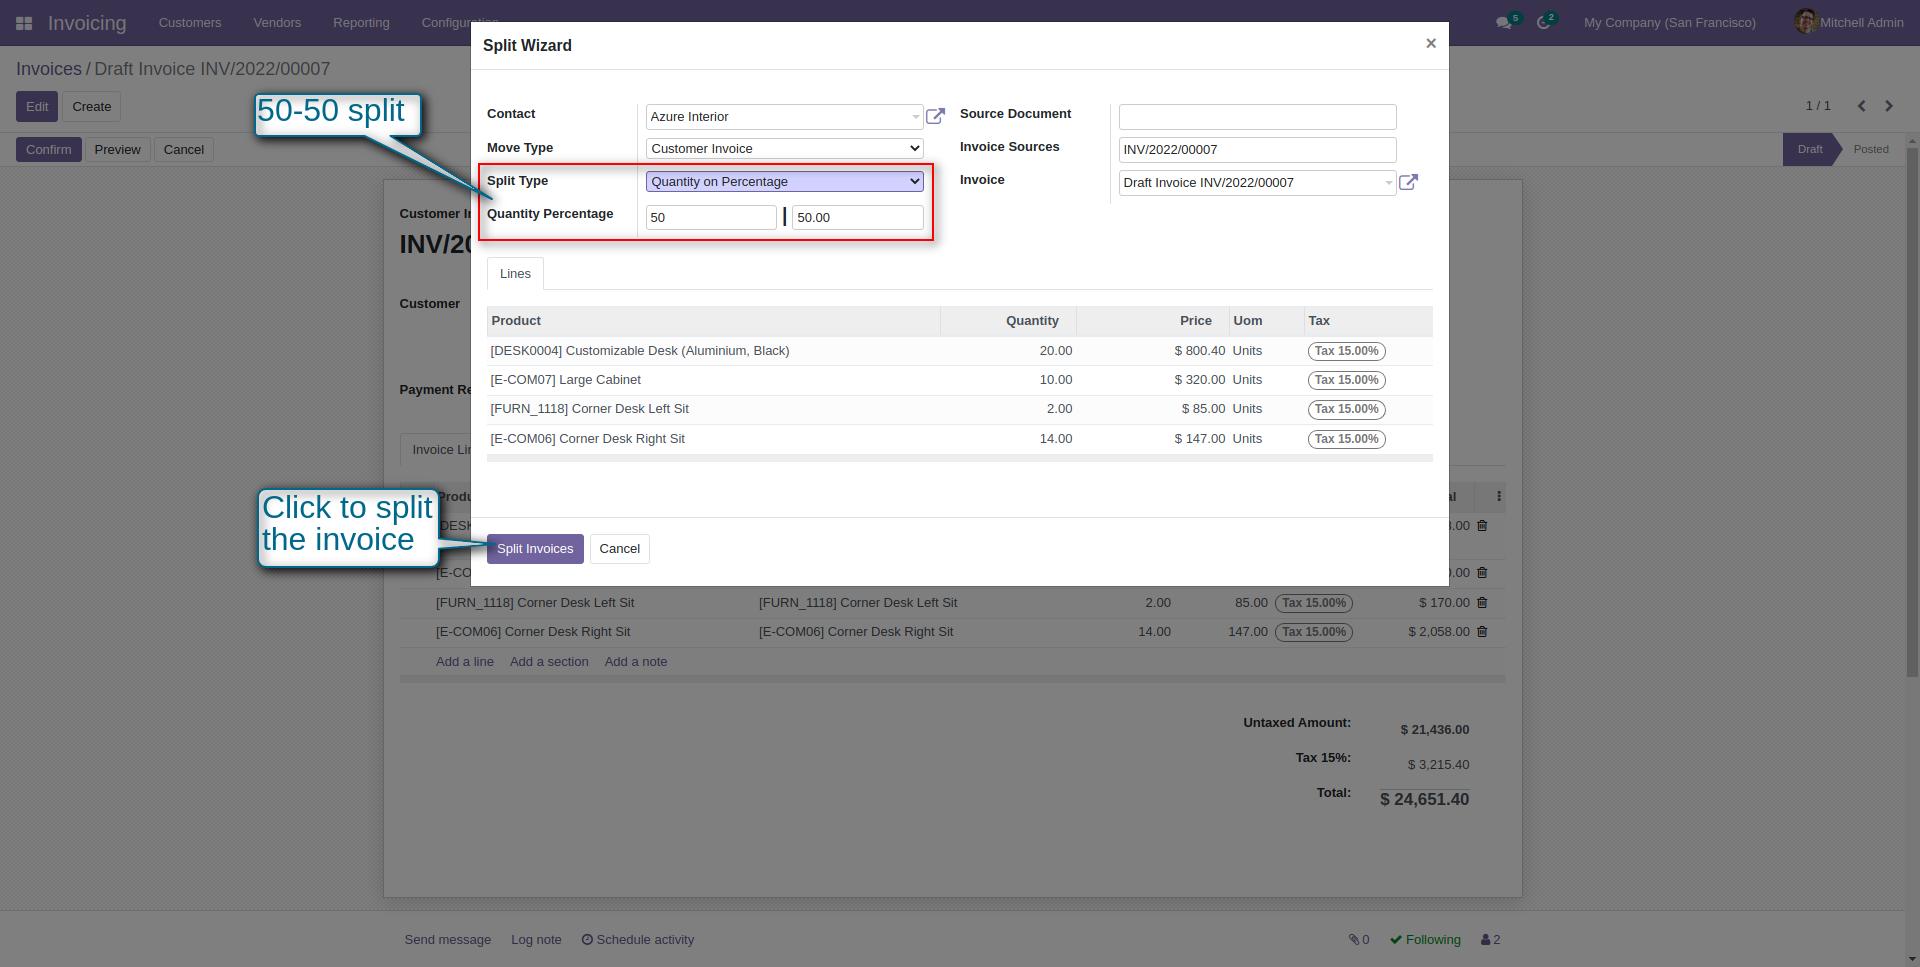 Invoicing Customers Vendors Reporting 5 2 My Company (San Francisco) Mitchell Admin
Split Wizard ×
Invoices / Draft Invoice INV/2022/00007
Edit Create 1 / 1
50-50 split
Confirm Preview Cancel Draft Posted
Contact Azure Interior Source Document
Move Type Customer Invoice Invoice Sources INV/2022/00007
Split Type Quantity on Percentage Invoice Draft Invoice INV/2022/00007
Quantity Percentage 50 | 50.00
Customer
Payment
Lines
Product Quantity Price Uom Tax
[DESK0004] Customizable Desk (Aluminium, Black) 20.00 $ 800.40 Units Tax 15.00%
[E-COM07] Large Cabinet 10.00 $ 320.00 Units Tax 15.00%
[FURN_1118] Corner Desk Left Sit 2.00 $ 85.00 Units Tax 15.00%
[E-COM06] Corner Desk Right Sit 14.00 $ 147.00 Units Tax 15.00%
Invoice
Click to split
the invoice
Split Invoices Cancel
[FURN_1118] Corner Desk Left Sit [FURN_1118] Corner Desk Left Sit 2.00 85.00 Tax 15.00% $ 170.00
[E-COM06] Corner Desk Right Sit [E-COM06] Corner Desk Right Sit 14.00 147.00 Tax 15.00% $ 2,058.00
Add a line Add a section Add a note
Untaxed Amount: $ 21,436.00
Tax 15%: $ 3,215.40
Total: $ 24,651.40
Send message Log note Schedule activity 0 Following 2